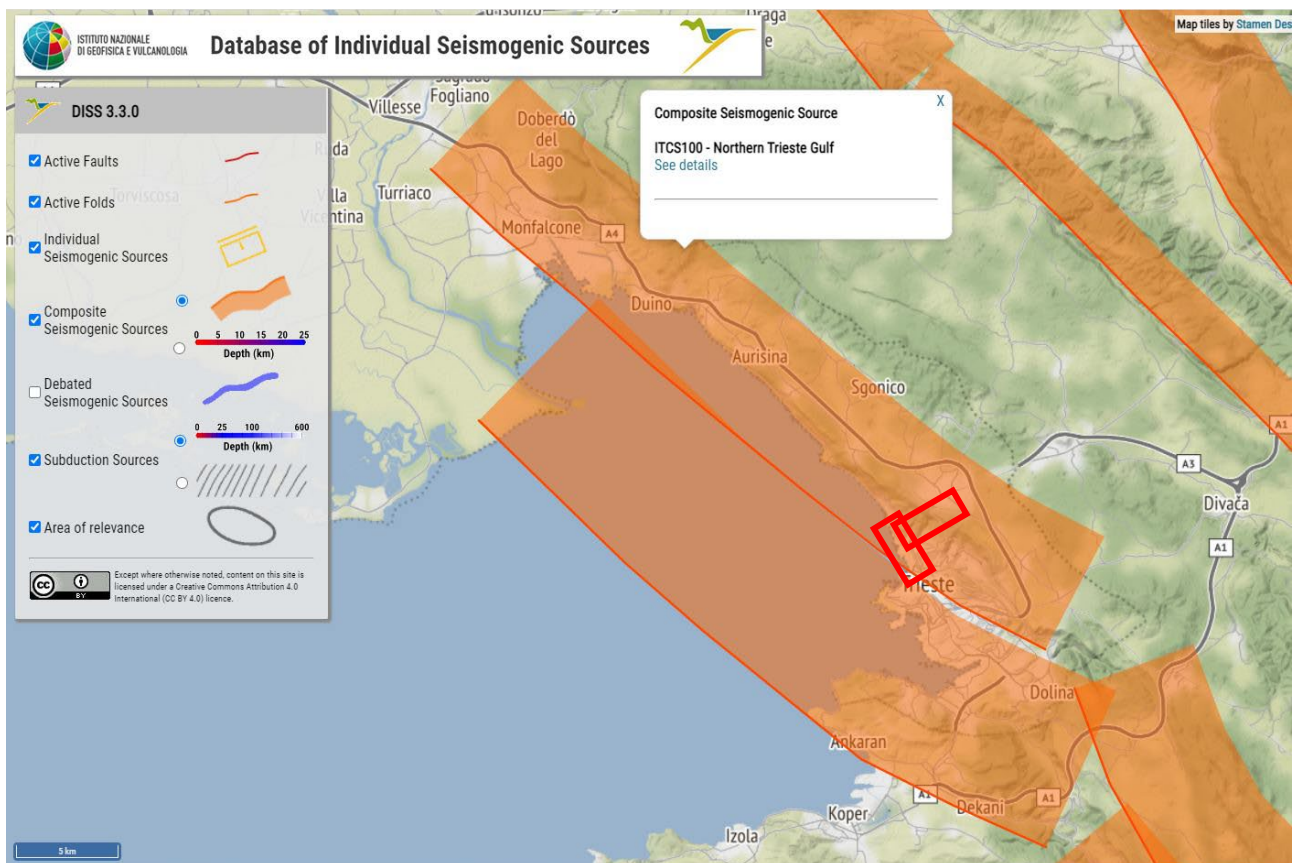 ISTITUTO NAZIONALE
DI GEOFISICA E VULCANOLOGIA
Database of Individual Seismogenic Sources
Map tiles by Stamen Des
DISS 3.3.0
Active Faults
Active Folds
Individual
Seismogenic Sources
Composite
Seismogenic Sources
0 5 10 15 20 25
Depth (km)
Debated
Seismogenic Sources
0 25 100 600
Depth (km)
Subduction Sources
Area of relevance
CC
BY
Except where otherwise noted, content on this site is
licensed under a Creative Commons Attribution 4.0
International (CC BY 4.0) licence.
X
Composite Seismogenic Source
ITCS100 - Northern Trieste Gulf
See details
Villesse
Fogliano
Doberdò
del
Lago
Torviscosa
Turriaco
Monfalcone
A4
Duino
Aurisina
Sgonico
A1
A3
Divača
A1
Trieste
Dolina
Ankaran
A1
Dekani
A1
Koper
Izola
5 km